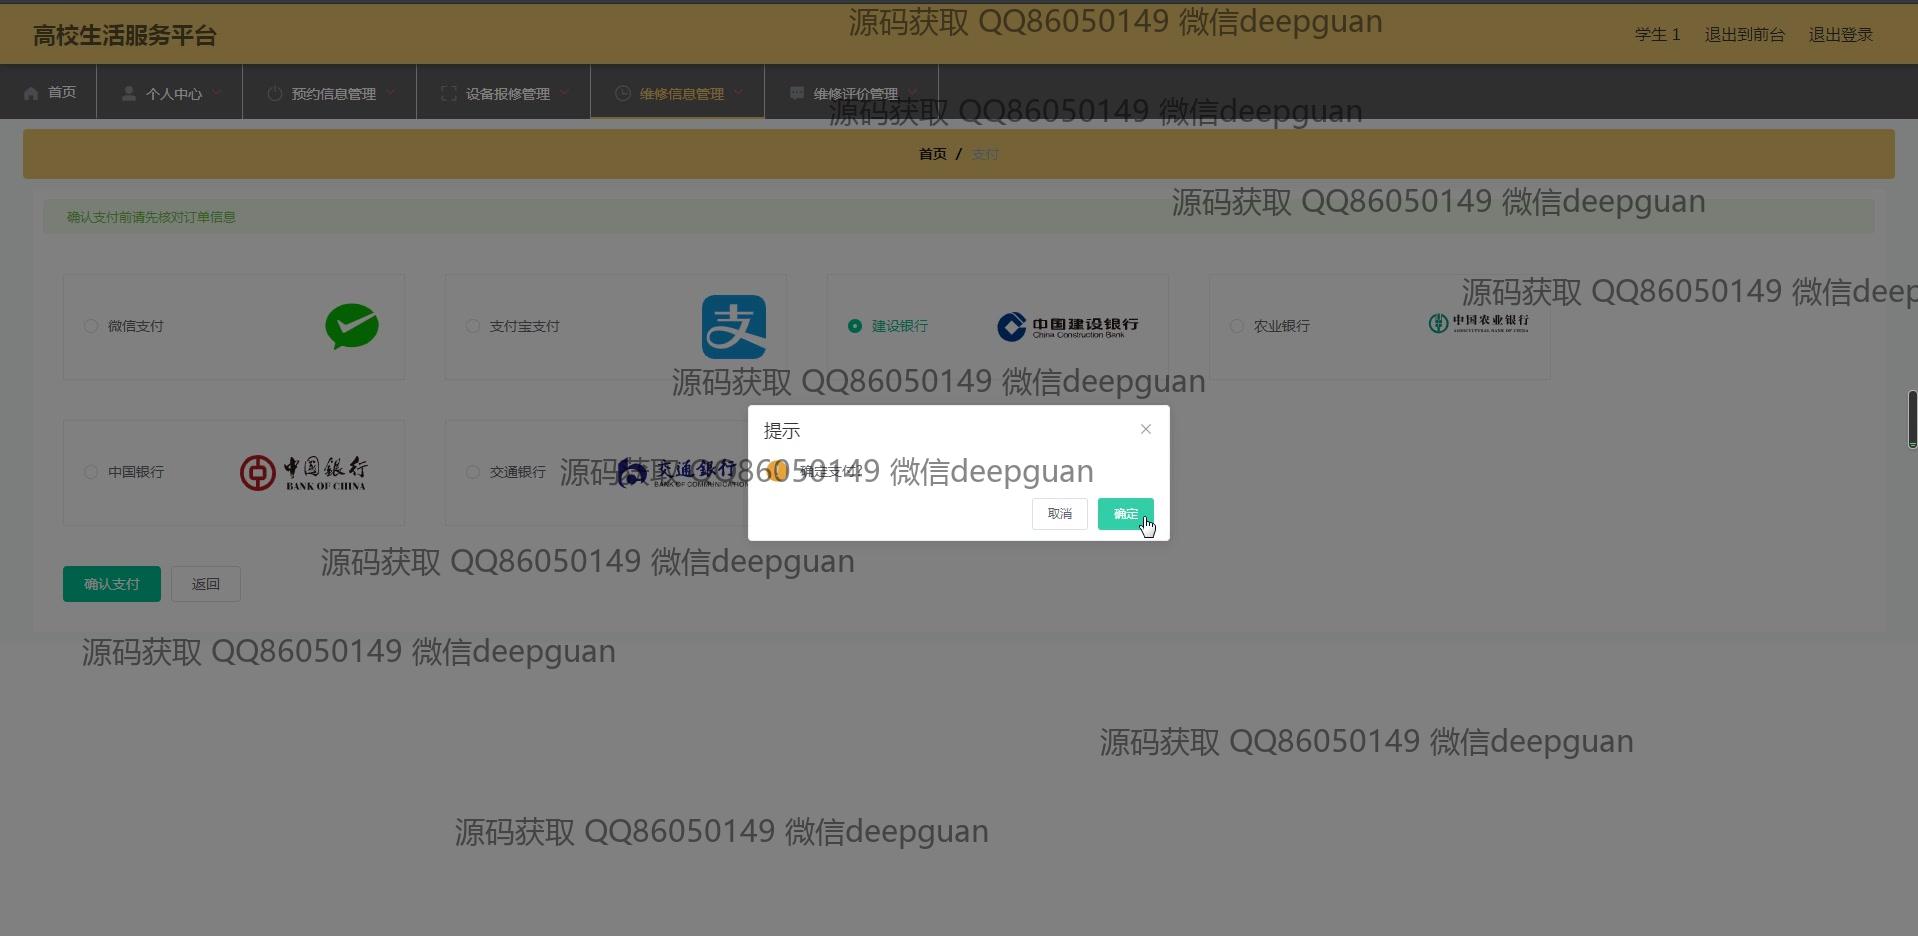 源码获取 QQ86050149 微信deepguan
高校生活服务平台
学生 1 退出到前台 退出登录
首页 个人中心 预约信息管理 设备报修管理 维修信息管理 维修评价管理
源码获取 QQ86050149 微信deepguan
首页 / 支付
源码获取 QQ86050149 微信deepguan
确认支付前请先核对订单信息
源码获取 QQ86050149 微信deep
微信支付
支付宝支付
支
建设银行
中国建设银行
China Construction Bank
农业银行
中国农业银行
AGRICULTURAL BANK OF CHINA
源码获取 QQ86050149 微信deepguan
提示
中国银行
中国銀行
BANK OF CHINA
交通银行
交通銀行
BANK OF COMMUNICATION
源码获取 QQ86050149 微信deepguan
确定支付?
取消 确定
源码获取 QQ86050149 微信deepguan
确认支付 返回
源码获取 QQ86050149 微信deepguan
源码获取 QQ86050149 微信deepguan
源码获取 QQ86050149 微信deepguan